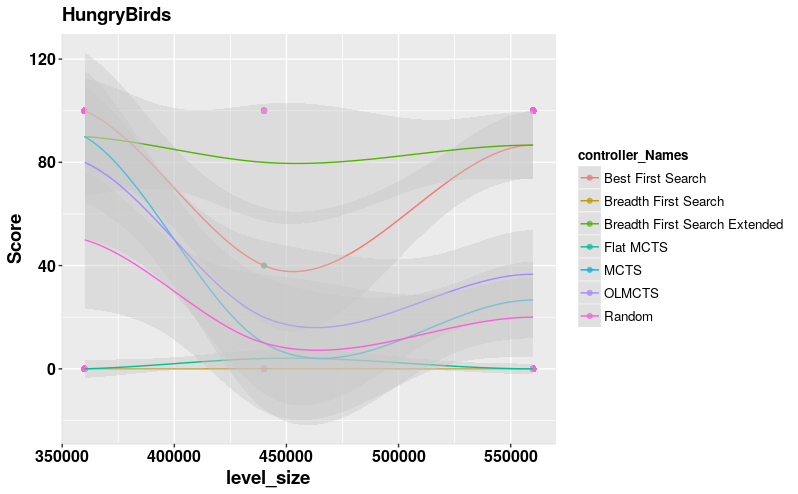 HungryBirds
120
80
40
0
Score
350000 400000 450000 500000 550000
level_size
controller_Names
Best First Search
Breadth First Search
Breadth First Search Extended
Flat MCTS
MCTS
OLMCTS
Random